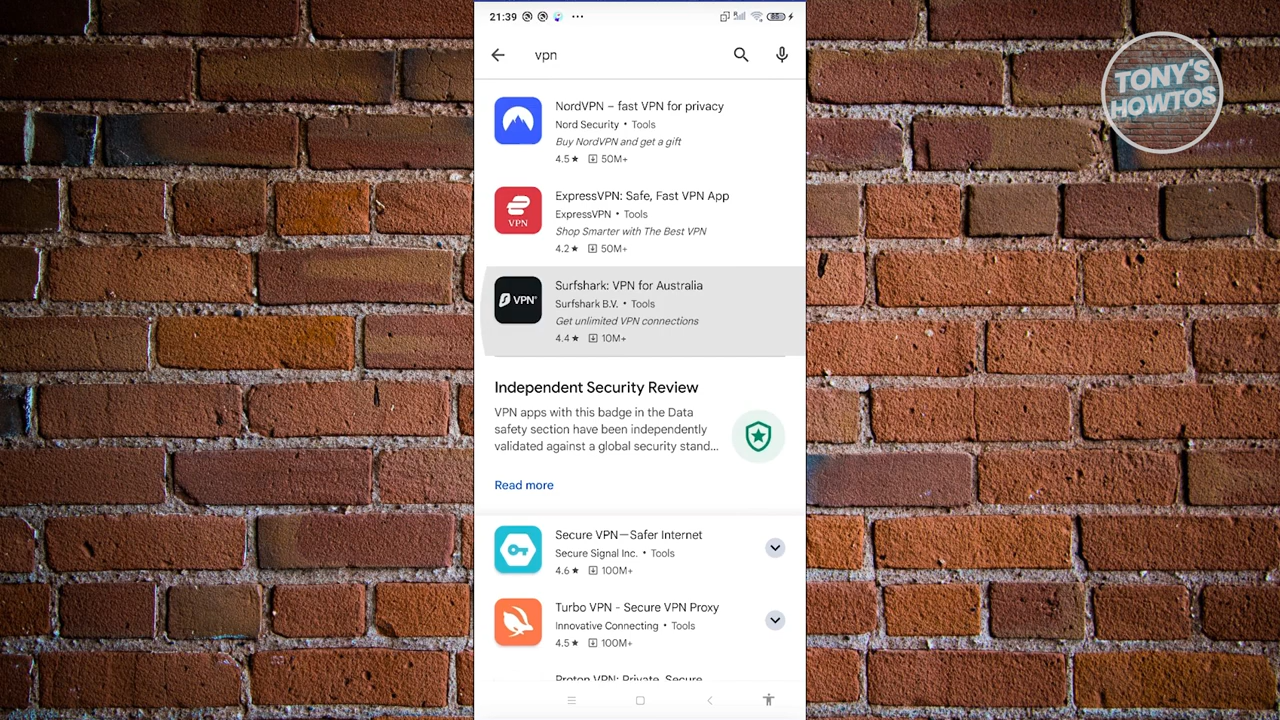 21:39
vpn
TONY'S
HOWTOS
NordVPN – fast VPN for privacy
Nord Security • Tools
Buy NordVPN and get a gift
4.5★ 50M+
VPN
ExpressVPN: Safe, Fast VPN App
ExpressVPN • Tools
Shop Smarter with The Best VPN
4.2★ 50M+
VPN
Surfshark: VPN for Australia
Surfshark B.V. • Tools
Get unlimited VPN connections
4.4★ 10M+
Independent Security Review
VPN apps with this badge in the Data
safety section have been independently
validated against a global security stand...
Read more
Secure VPN—Safer Internet
Secure Signal Inc. • Tools
4.6★ 100M+
Turbo VPN - Secure VPN Proxy
Innovative Connecting • Tools
4.5★ 100M+
Proton VPN: Private, Secure